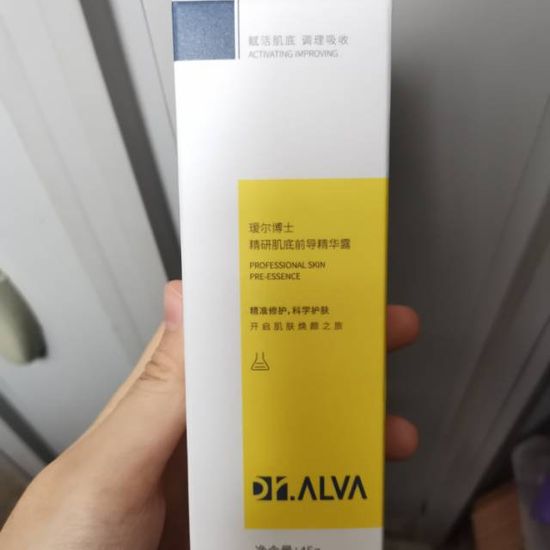 赋活肌底 调理吸收
ACTIVATING IMPROVING
瑷尔博士
精研肌底前导精华露
PROFESSIONAL SKIN
PRE-ESSENCE
精准修护,科学护肤
开启肌肤焕颜之旅
DR.ALVA